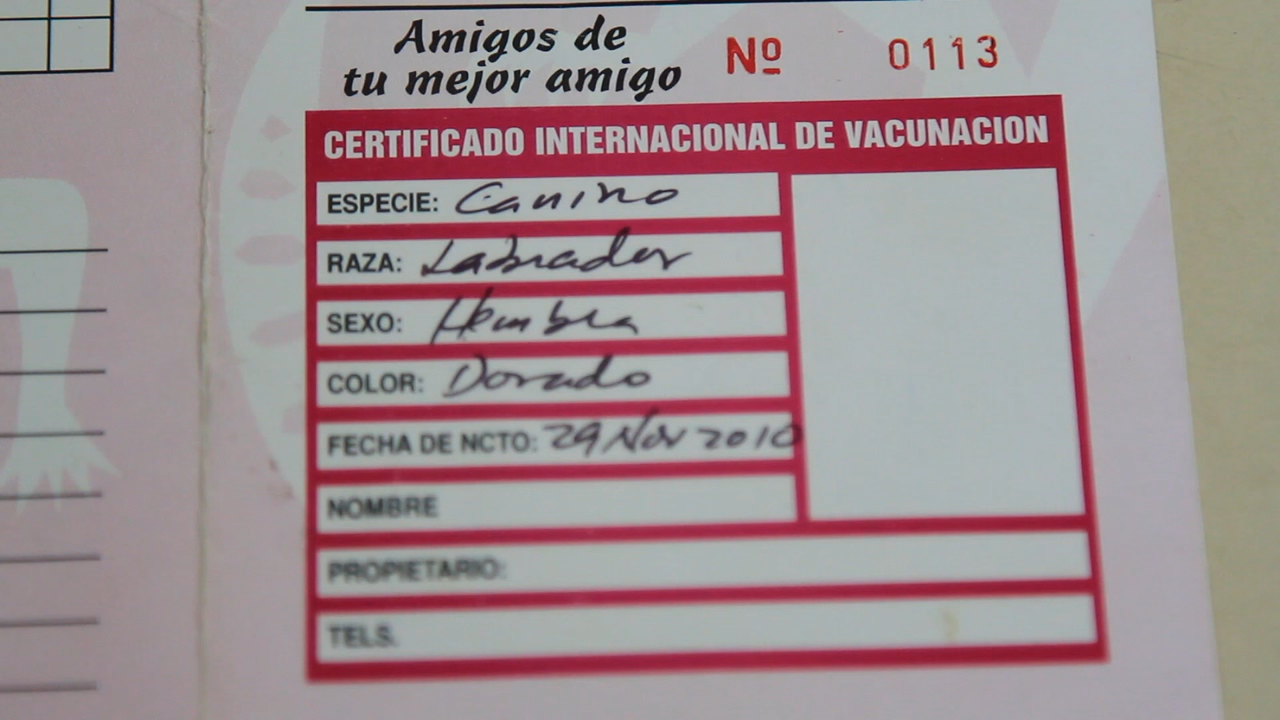 Amigos de
tu mejor amigo
Nº 0113
CERTIFICADO INTERNACIONAL DE VACUNACION
ESPECIE: Canino
RAZA: Labrador
SEXO: Hembra
COLOR: Dorado
FECHA DE NCTO: 29 Nov 2010
NOMBRE
PROPIETARIO:
TELS.